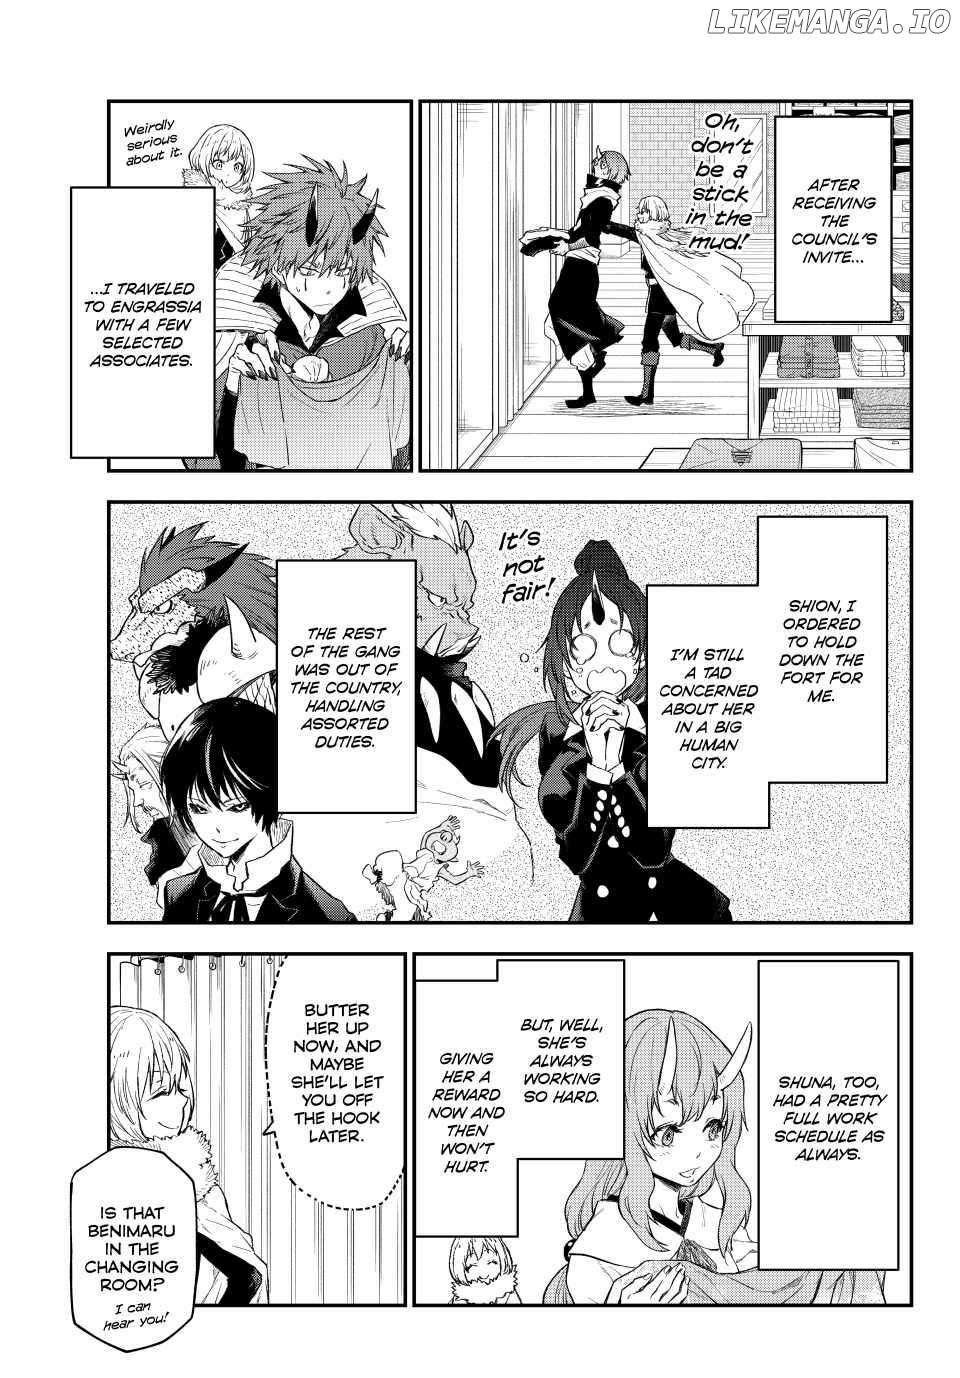 LIKEMANGA.IO
AFTER
RECEIVING
THE
COUNCIL'S
INVITE...
Oh,
don't
be a
stick
in the
mud!
Weirdly
serious
about it.
...I TRAVELED
TO ENGRASSIA
WITH A FEW
SELECTED
ASSOCIATES.
SHION, I
ORDERED
TO HOLD
DOWN THE
FORT FOR
ME.
I'M STILL
A TAD
CONCERNED
ABOUT HER
IN A BIG
HUMAN
CITY.
It's
not
fair!
THE REST
OF THE GANG
WAS OUT OF
THE COUNTRY,
HANDLING
ASSORTED
DUTIES.
SHUNA, TOO,
HAD A PRETTY
FULL WORK
SCHEDULE AS
ALWAYS.
BUT, WELL,
SHE'S
ALWAYS
WORKING
SO HARD.
GIVING
HER A
REWARD
NOW AND
THEN
WON'T
HURT.
BUTTER
HER UP
NOW, AND
MAYBE
SHE'LL LET
YOU OFF
THE HOOK
LATER.
IS THAT
BENIMARU
IN THE
CHANGING
ROOM?
I can
hear you!